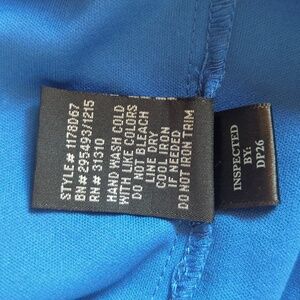 STYLE# 1178D67
BN# 295493/1215
RN# 31310
HAND WASH COLD
WITH LIKE COLORS
DO NOT BLEACH
LINE DRY
COOL IRON
IF NEEDED
DO NOT IRON TRIM
INSPECTED
BY:
DP26